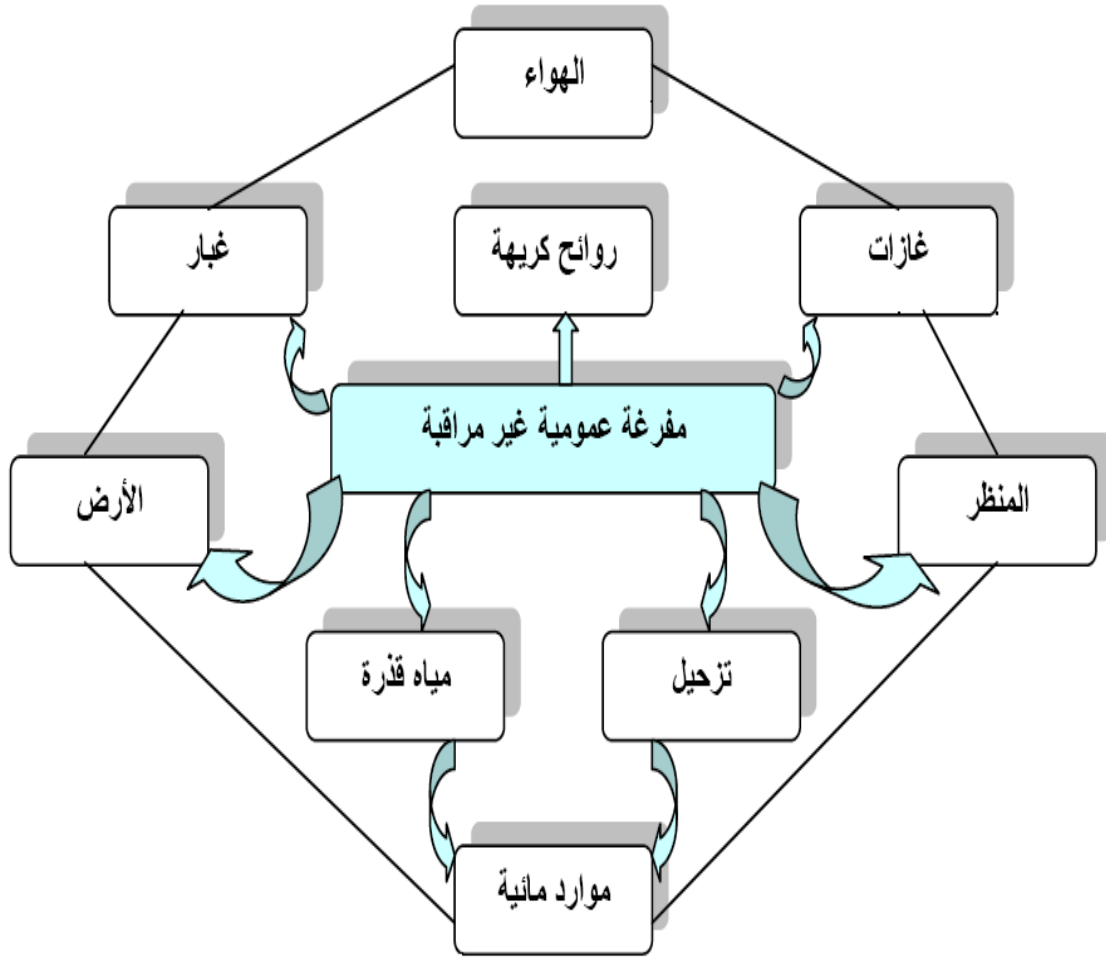 الهواء
غازات
روائح كريهة
غبار
مفرغة عمومية غير مراقبة
المنظر
الأرض
تزحيل
مياه قذرة
موارد مائية